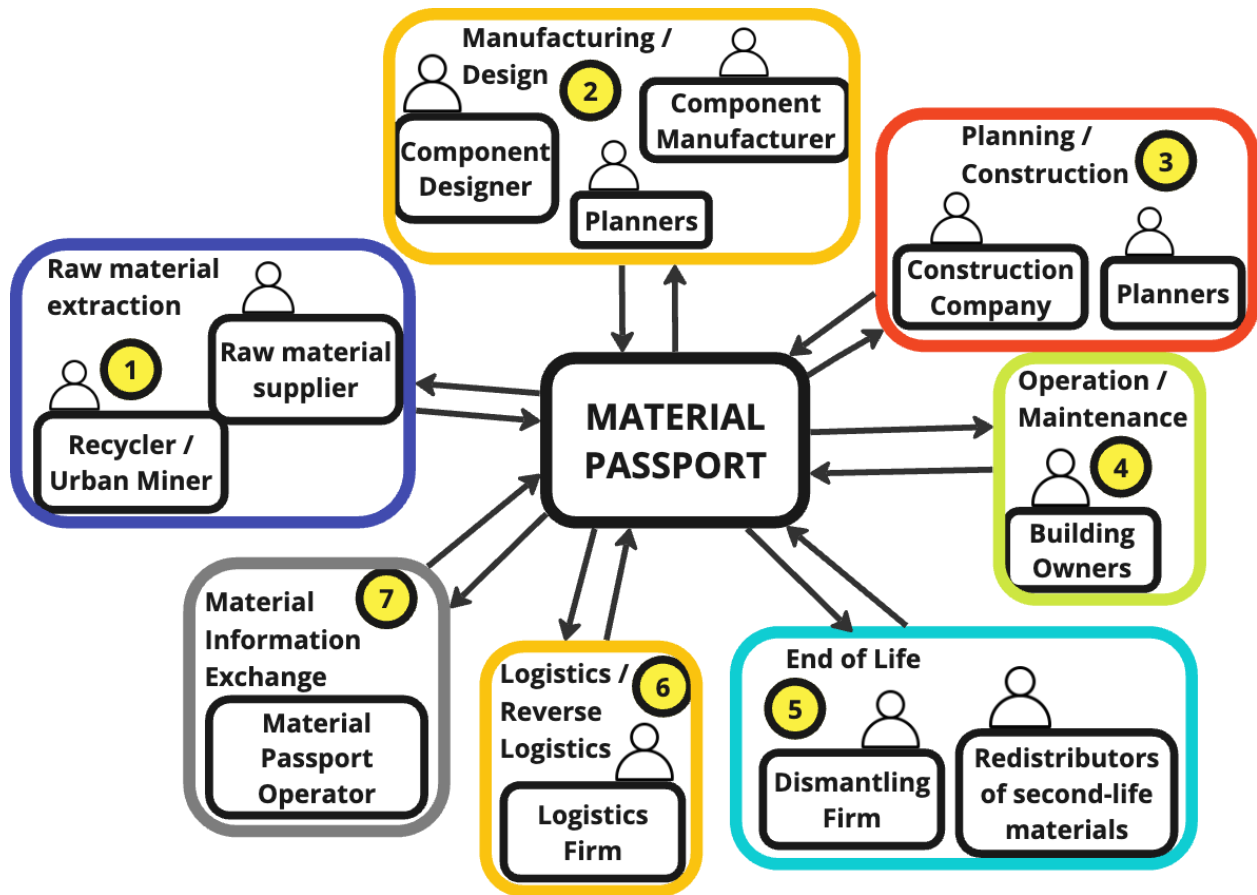 Manufacturing /
Design
2
Component
Designer
Planners
Component
Manufacturer
Planning /
Construction
3
Construction
Company
Planners
Raw material
extraction
1
Raw material
supplier
Recycler /
Urban Miner
MATERIAL
PASSPORT
Operation /
Maintenance
4
Building
Owners
Material
Information
Exchange
7
Material
Passport
Operator
Logistics /
Reverse
Logistics
6
Logistics
Firm
End of Life
5
Dismantling
Firm
Redistributors
of second-life
materials